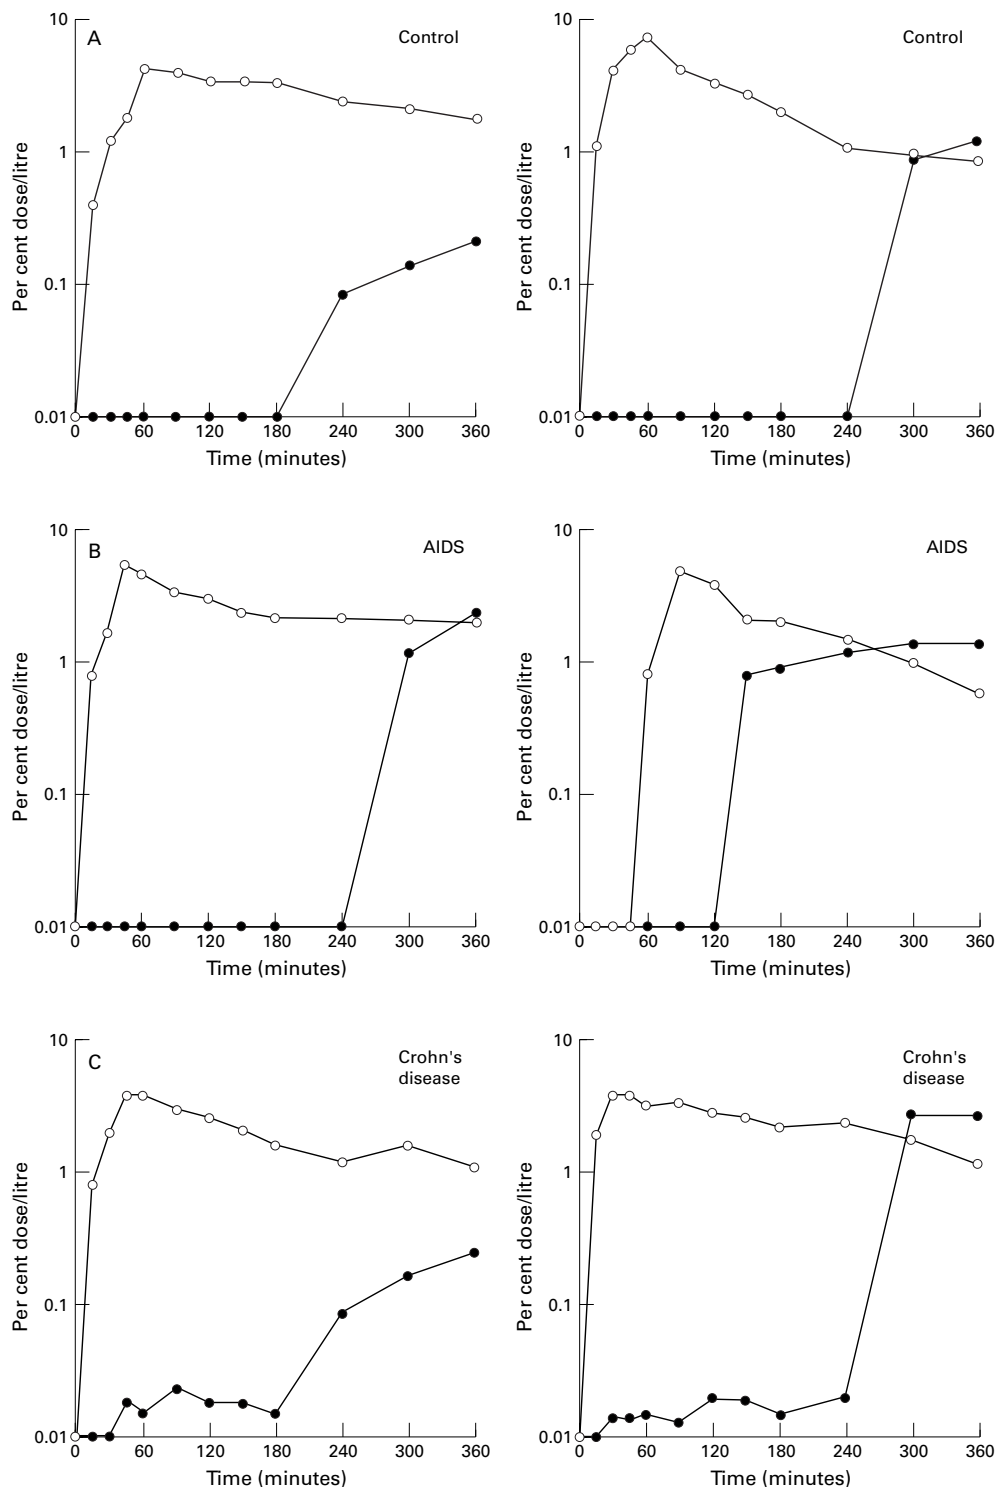 A
Control
10
1
0.1
0.01
Per cent dose/litre
0 60 120 180 240 300 360
Time (minutes)
Control
10
1
0.1
0.01
Per cent dose/litre
0 60 120 180 240 300 360
Time (minutes)
B
AIDS
10
1
0.1
0.01
Per cent dose/litre
0 60 120 180 240 300 360
Time (minutes)
AIDS
10
1
0.1
0.01
Per cent dose/litre
0 60 120 180 240 300 360
Time (minutes)
C
Crohn's
disease
10
1
0.1
0.01
Per cent dose/litre
0 60 120 180 240 300 360
Time (minutes)
Crohn's
disease
10
1
0.1
0.01
Per cent dose/litre
0 60 120 180 240 300 360
Time (minutes)